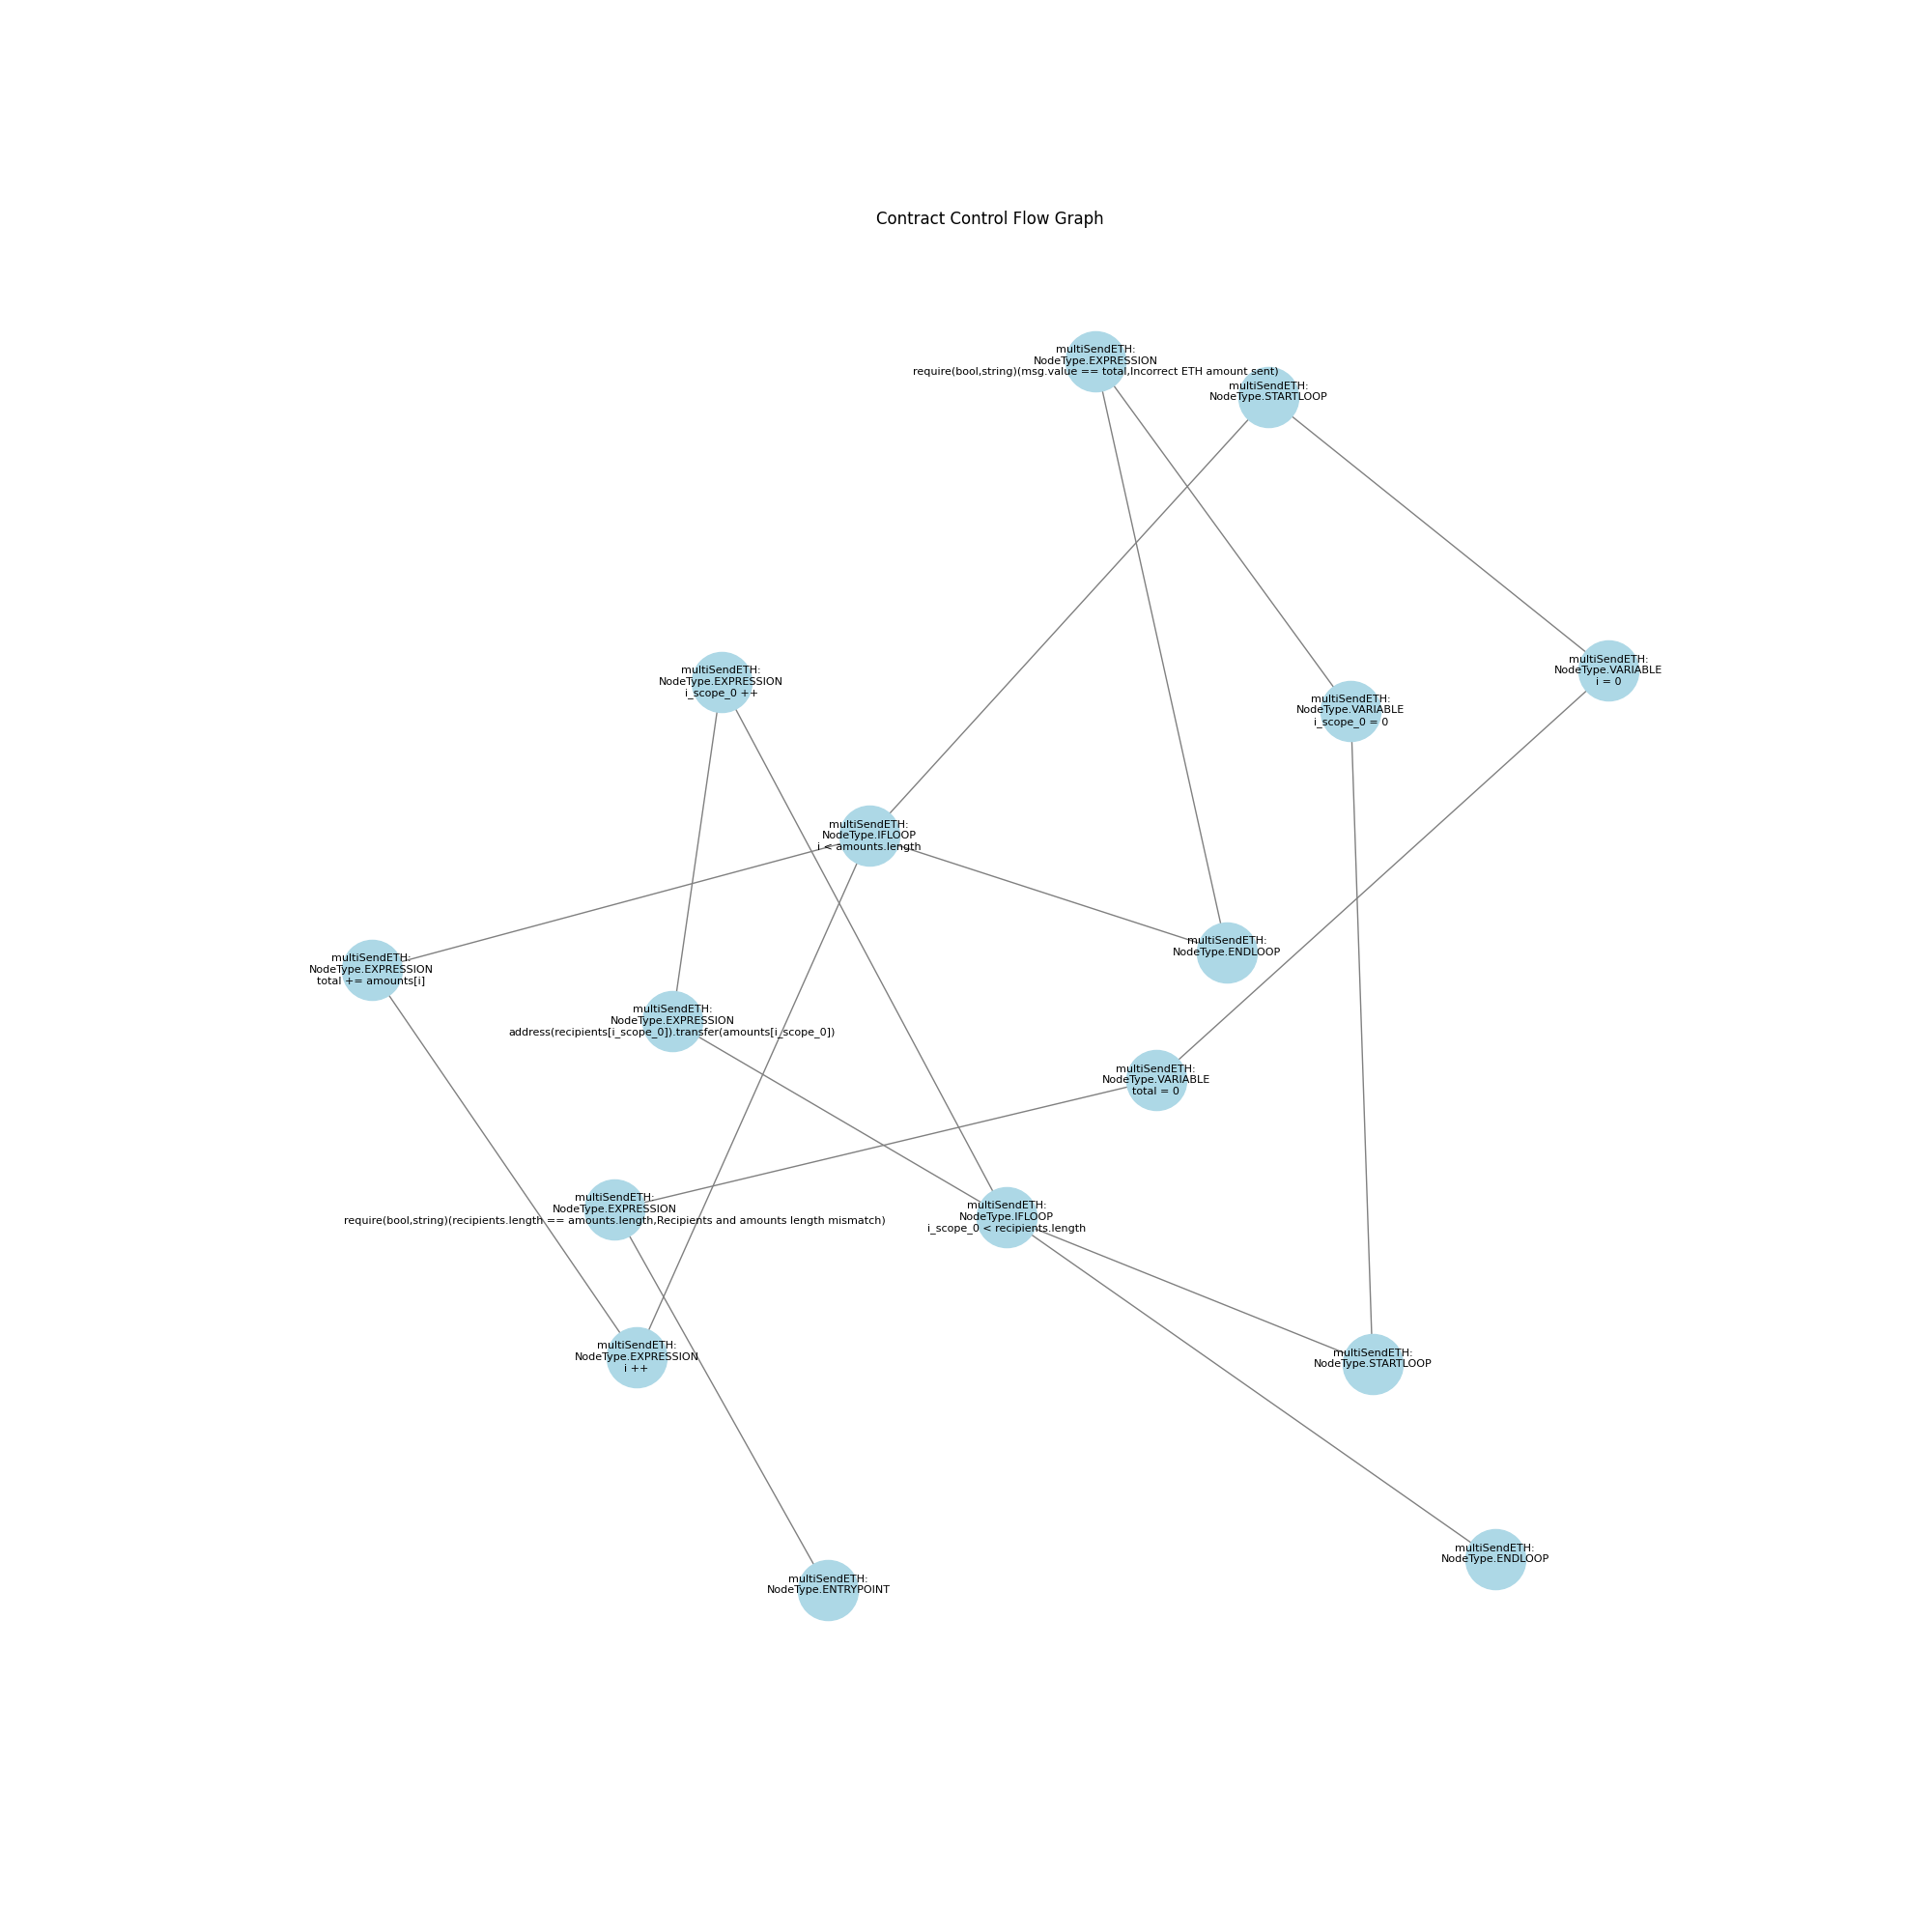 Contract Control Flow Graph
multiSendETH:
NodeType.EXPRESSION
require(bool,string)(msg.value == total,Incorrect ETH amount sent)
multiSendETH:
NodeType.STARTLOOP
multiSendETH:
NodeType.VARIABLE
i = 0
multiSendETH:
NodeType.EXPRESSION
i_scope_0 ++
multiSendETH:
NodeType.VARIABLE
i_scope_0 = 0
multiSendETH:
NodeType.IFLOOP
i < amounts.length
multiSendETH:
NodeType.ENDLOOP
multiSendETH:
NodeType.EXPRESSION
total += amounts[i]
multiSendETH:
NodeType.EXPRESSION
address(recipients[i_scope_0]).transfer(amounts[i_scope_0])
multiSendETH:
NodeType.VARIABLE
total = 0
multiSendETH:
NodeType.EXPRESSION
require(bool,string)(recipients.length == amounts.length,Recipients and amounts length mismatch)
multiSendETH:
NodeType.IFLOOP
i_scope_0 < recipients.length
multiSendETH:
NodeType.EXPRESSION
i ++
multiSendETH:
NodeType.STARTLOOP
multiSendETH:
NodeType.ENDLOOP
multiSendETH:
NodeType.ENTRYPOINT